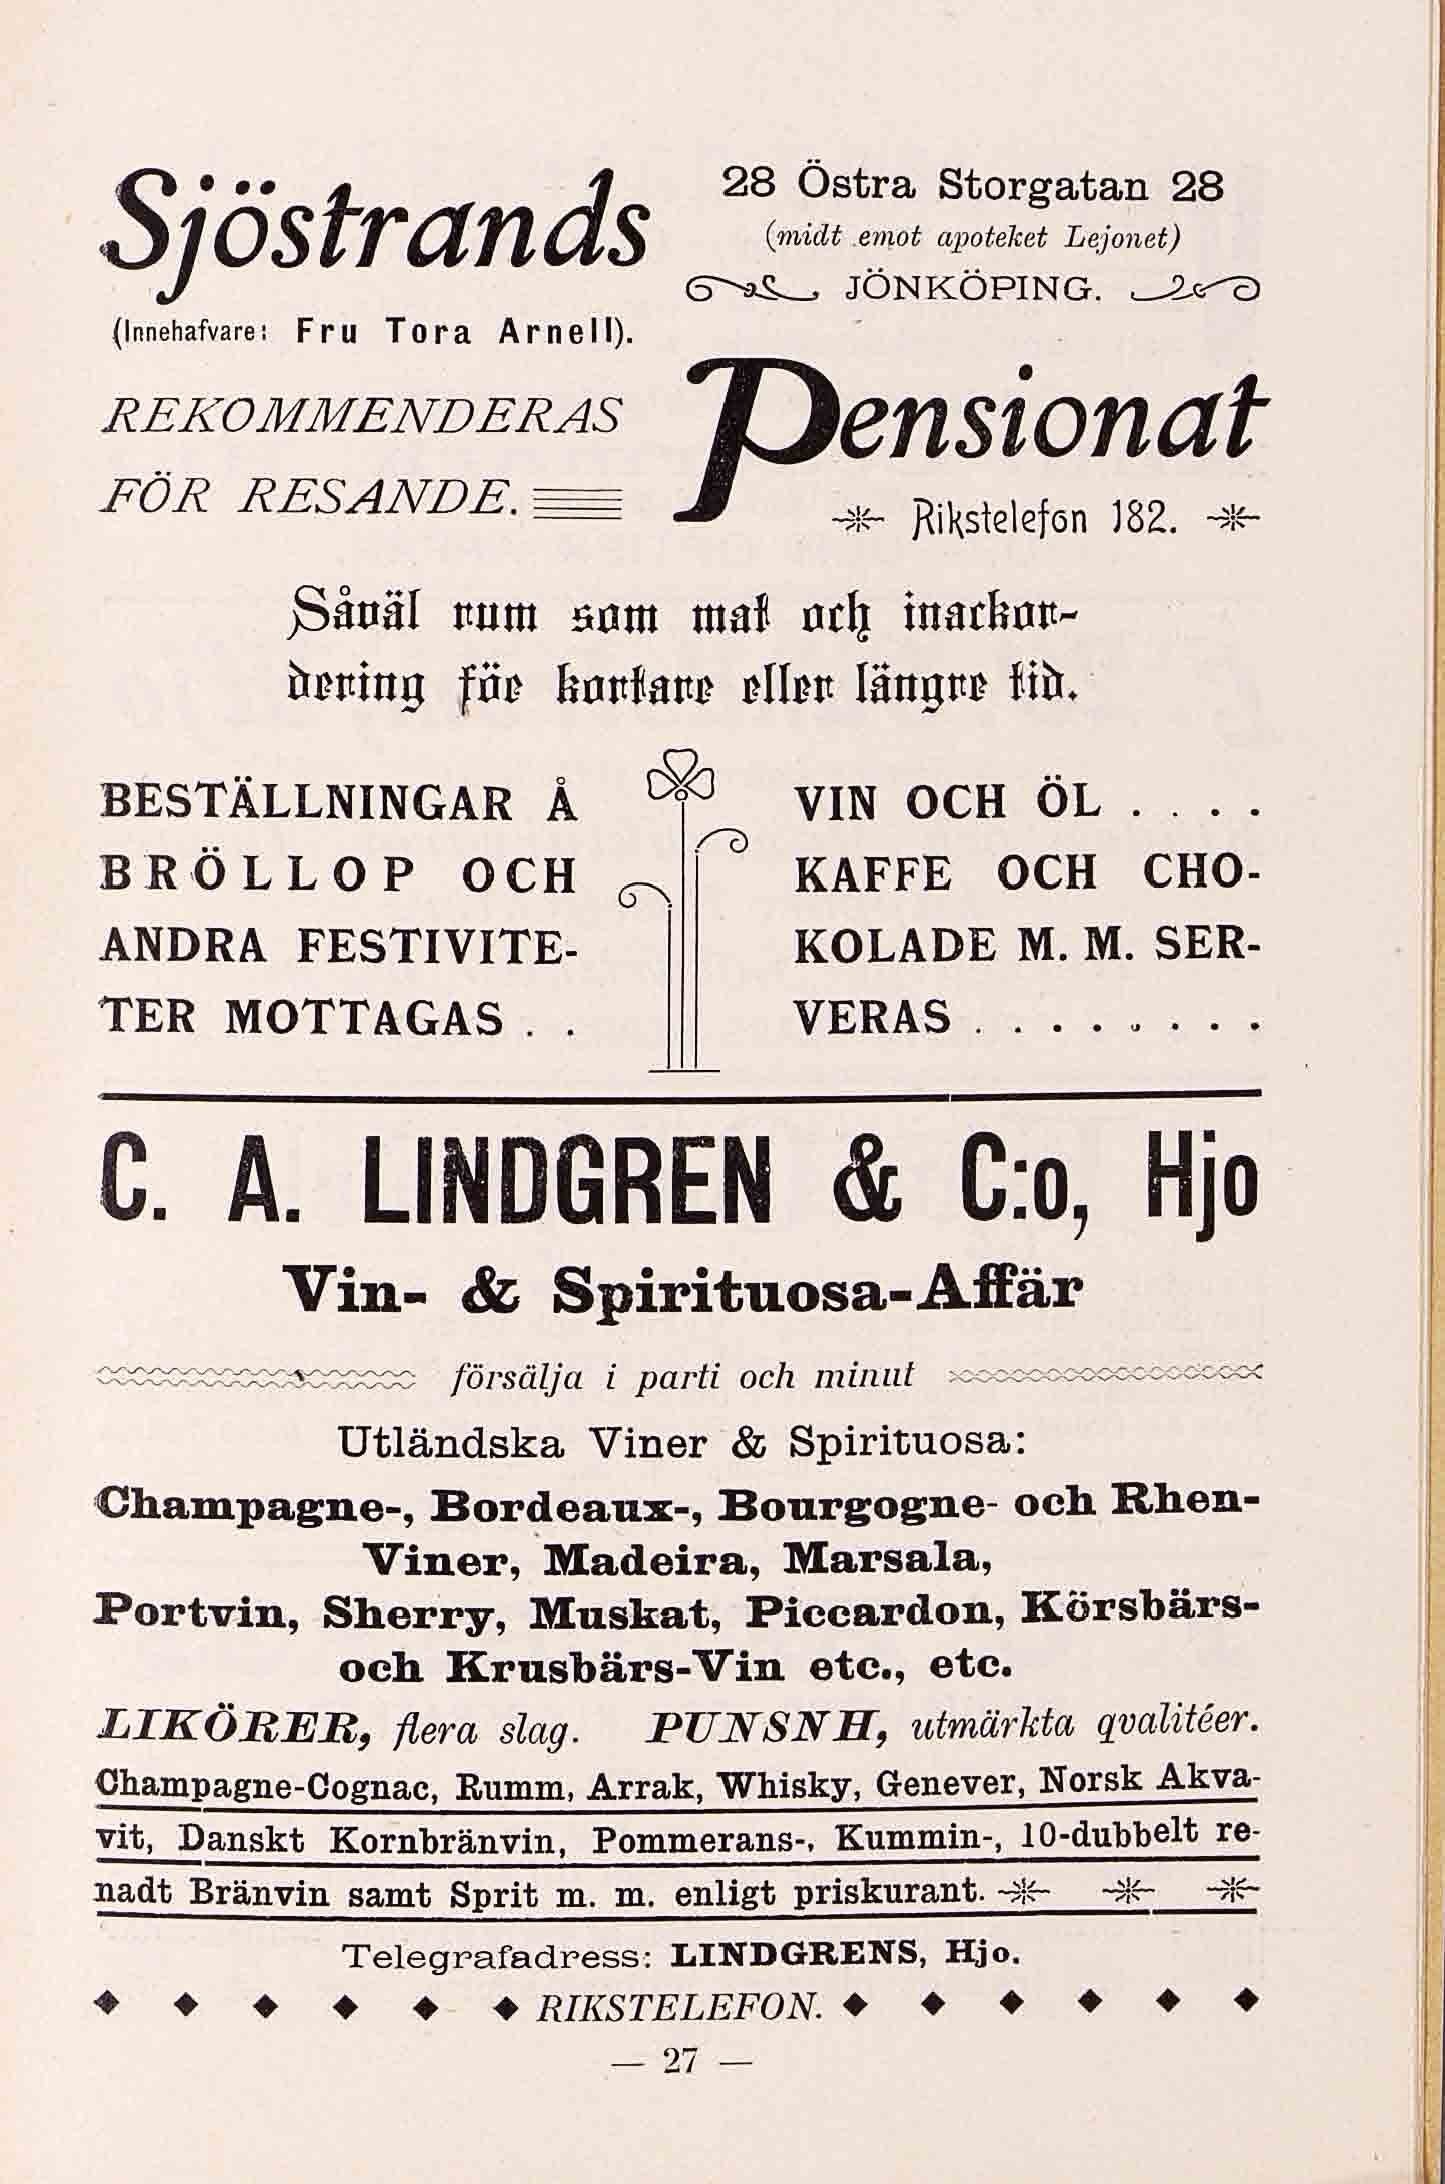 Sjöstrands
(Innehafvare: Fru Tora Arnell).
28 Östra Storgatan 28
(midt emot apoteket Lejonet)
JÖNKÖPING.
REKOMMENDERAS
FÖR RESANDE.
Pensionat
Rikstelefon 182.
Såväl rum som mat och inackor-
dering för kortare eller längre tid.
BESTÄLLNINGAR Å
BRÖLLOP OCH
ANDRA FESTIVITE-
TER MOTTAGAS . .
VIN OCH ÖL . . . .
KAFFE OCH CHO-
KOLADE M. M. SER-
VERAS . . . . . . . .
C. A. LINDGREN & C:o, Hjo
Vin- & Spirituosa-Affär
försälja i parti och minut
Utländska Viner & Spirituosa:
Champagne-, Bordeaux-, Bourgogne- och Rhen-
Viner, Madeira, Marsala,
Portvin, Sherry, Muskat, Piccardon, Körsbärs-
och Krusbärs-Vin etc., etc.
LIKÖRER, flera slag. PUNSNH, utmärkta qvalitéer.
Champagne-Cognac, Rumm, Arrak, Whisky, Genever, Norsk Akva-
vit, Danskt Kornbränvin, Pommerans-, Kummin-, 10-dubbelt re-
nadt Bränvin samt Sprit m. m. enligt priskurant.
Telegrafadress: LINDGRENS, Hjo.
RIKSTELEFON.
— 27 —